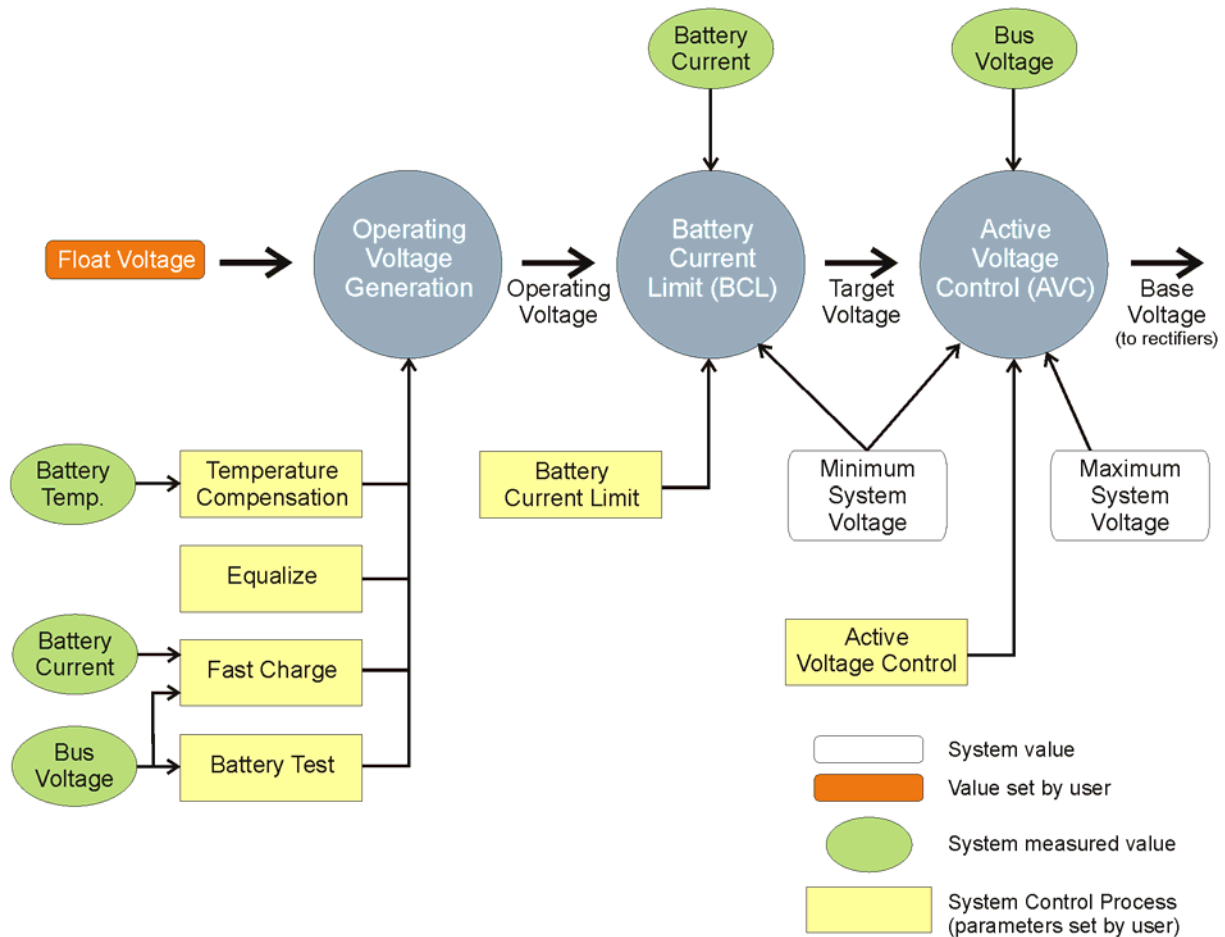 Battery
Current
Bus
Voltage
Float Voltage
Operating
Voltage
Generation
Operating
Voltage
Battery
Current
Limit (BCL)
Target
Voltage
Active
Voltage
Control (AVC)
Base
Voltage
(to rectifiers)
Battery
Temp.
Temperature
Compensation
Battery
Current Limit
Minimum
System
Voltage
Maximum
System
Voltage
Equalize
Battery
Current
Fast Charge
Active
Voltage Control
Bus
Voltage
Battery Test
System value
Value set by user
System measured value
System Control Process
(parameters set by user)